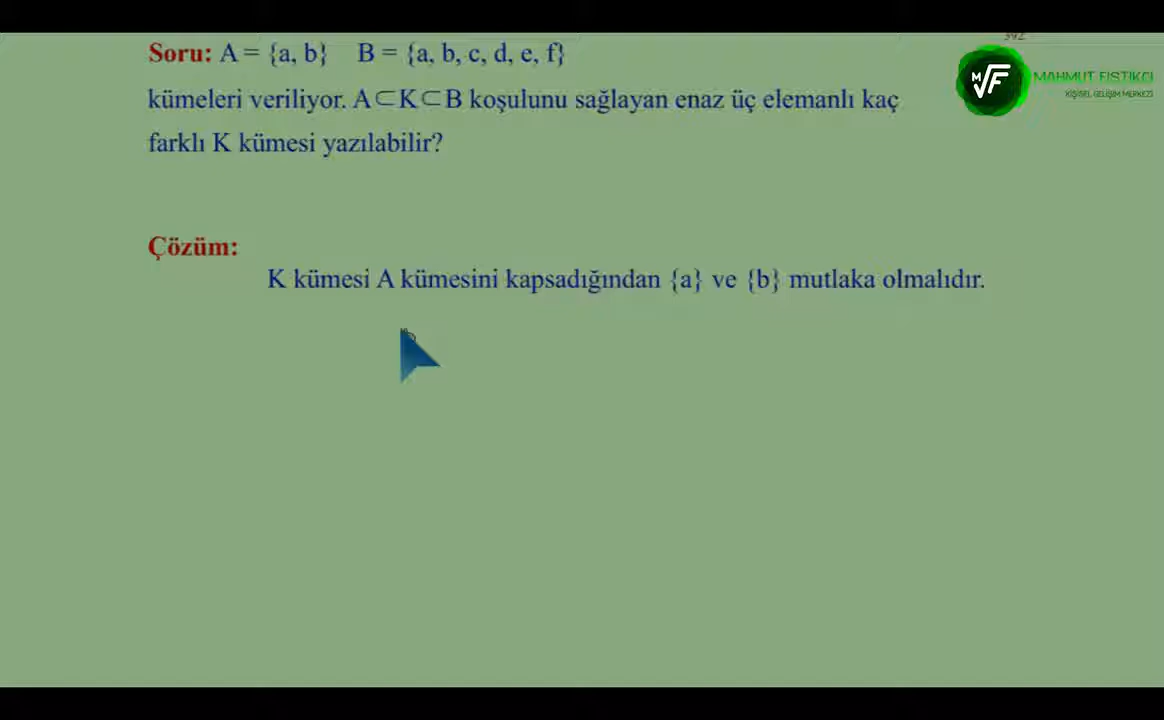 392
Soru: A = {a, b} B = {a, b, c, d, e, f}
MAHMUT FISTIKCI
KİŞİSEL GELİŞİM MERKEZİ
M√F
kümeleri veriliyor. A⊂K⊂B koşulunu sağlayan enaz üç elemanlı kaç
farklı K kümesi yazılabilir?
Çözüm:
K kümesi A kümesini kapsadığından {a} ve {b} mutlaka olmalıdır.